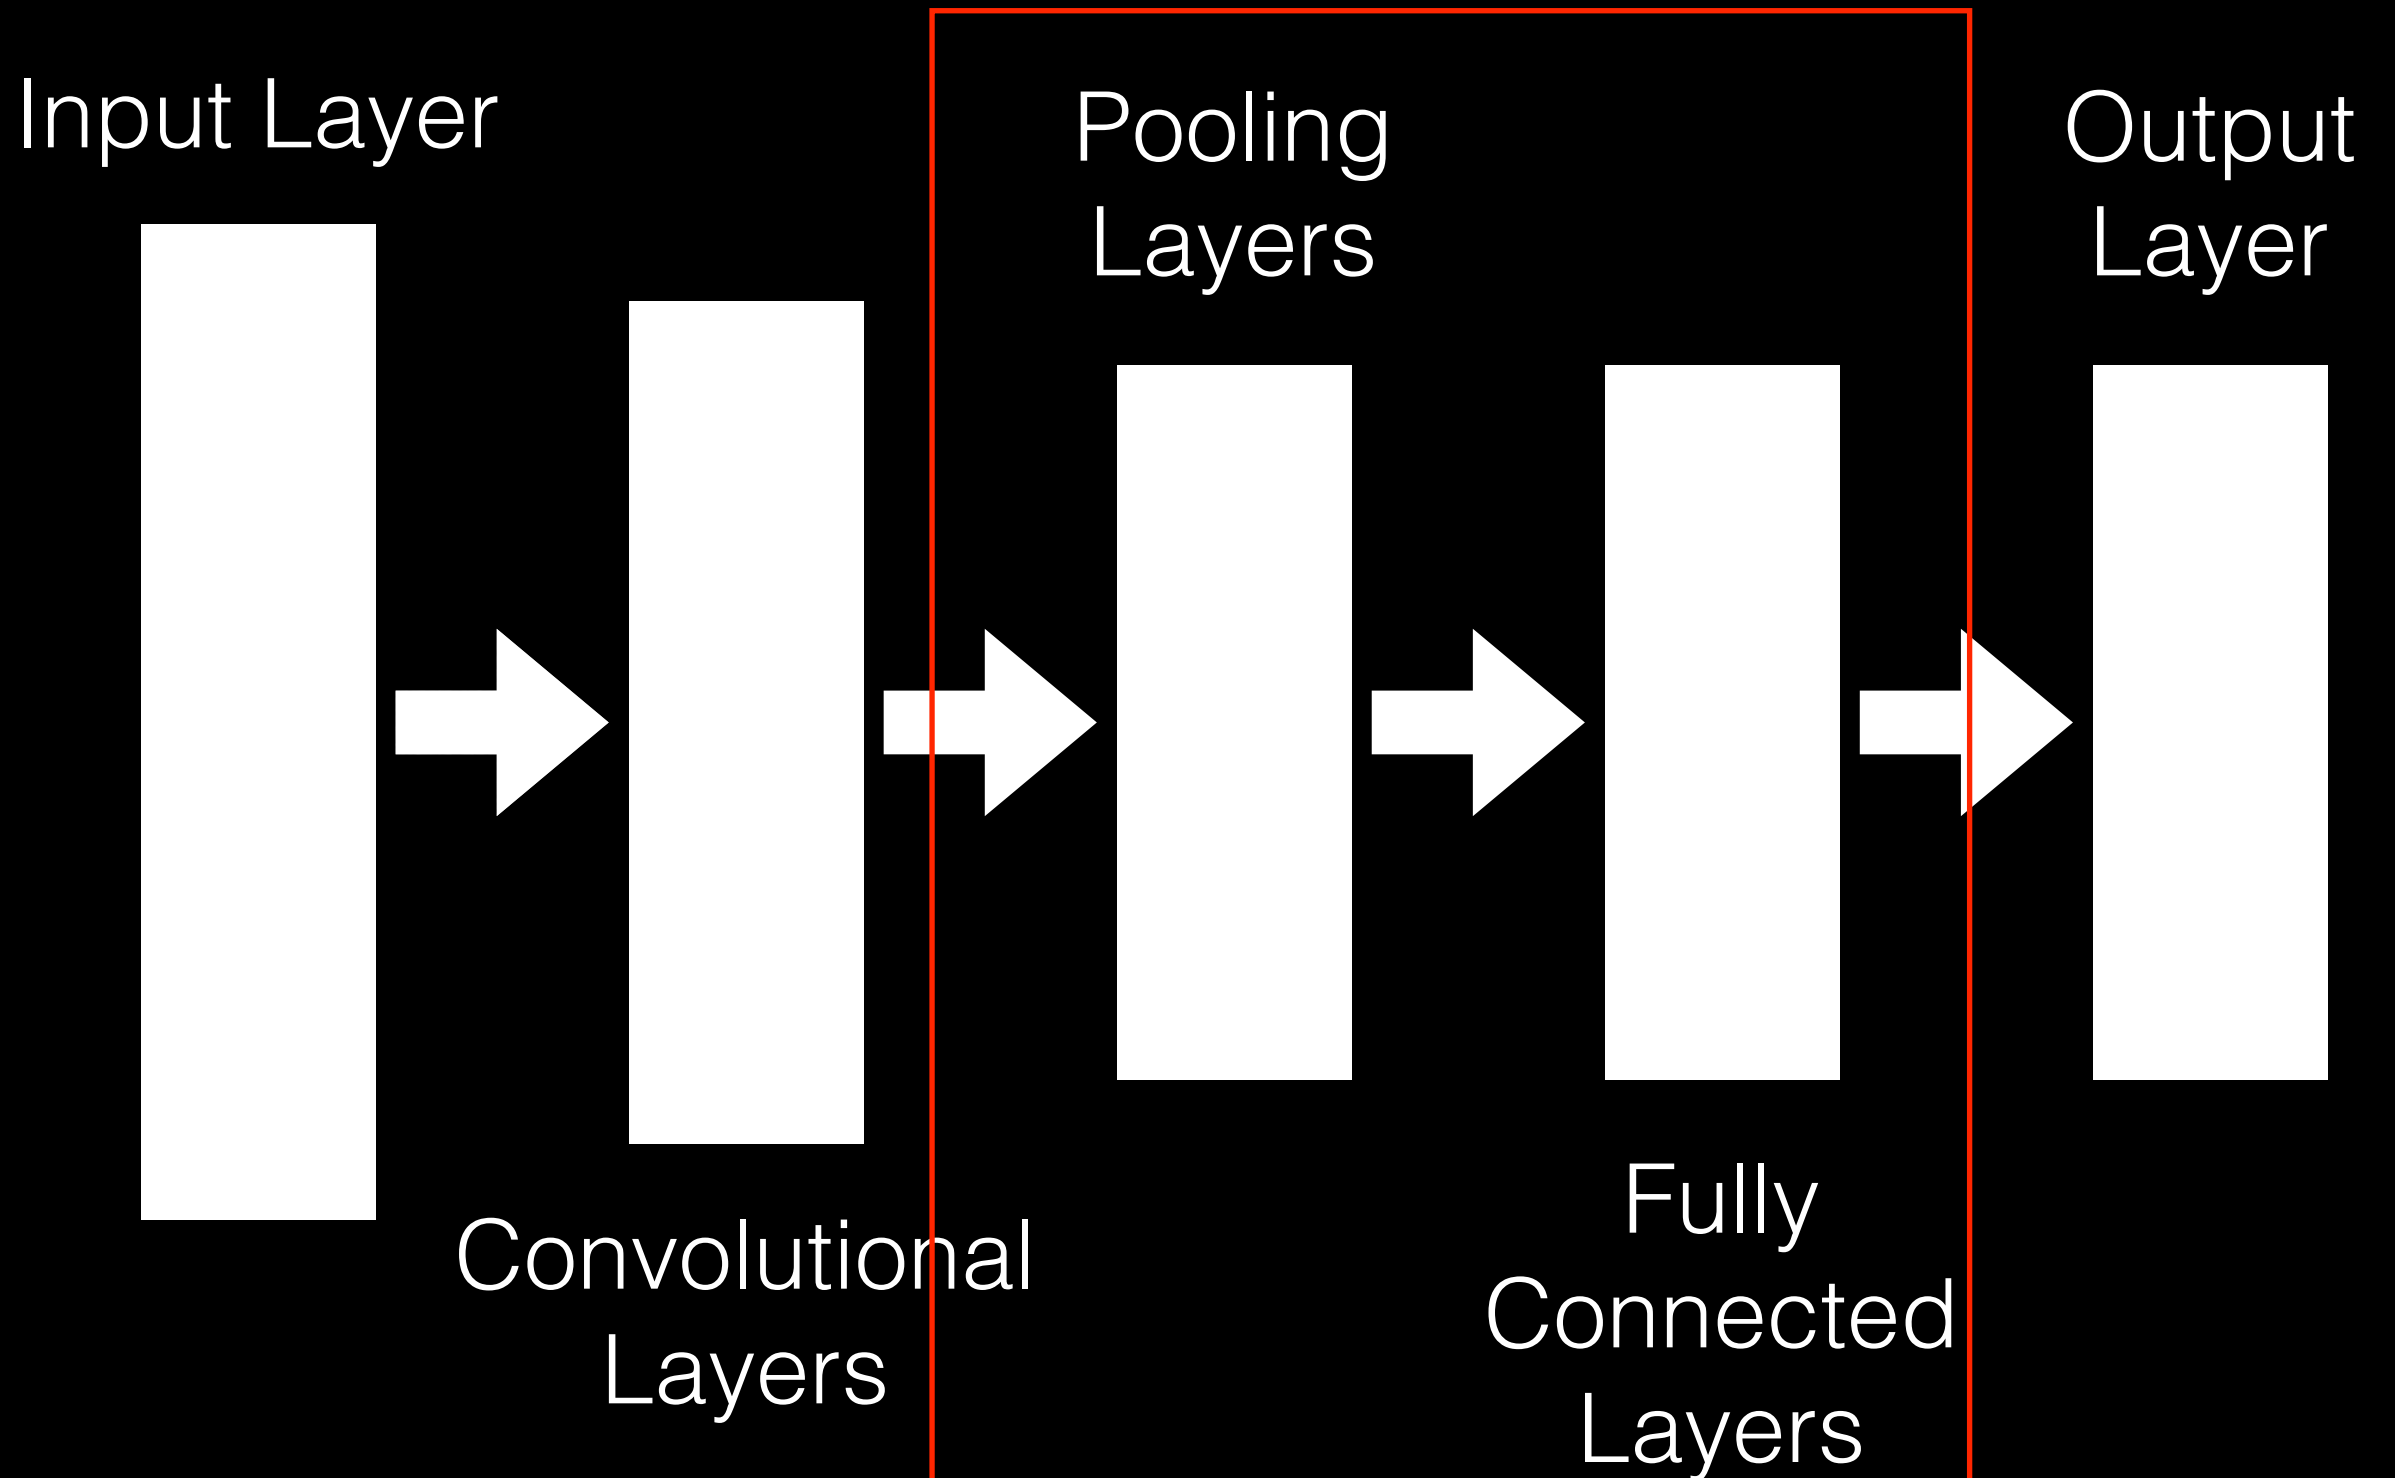 Input Layer
Convolutional
Layers
Pooling
Layers
Fully
Connected
Layers
Output
Layer